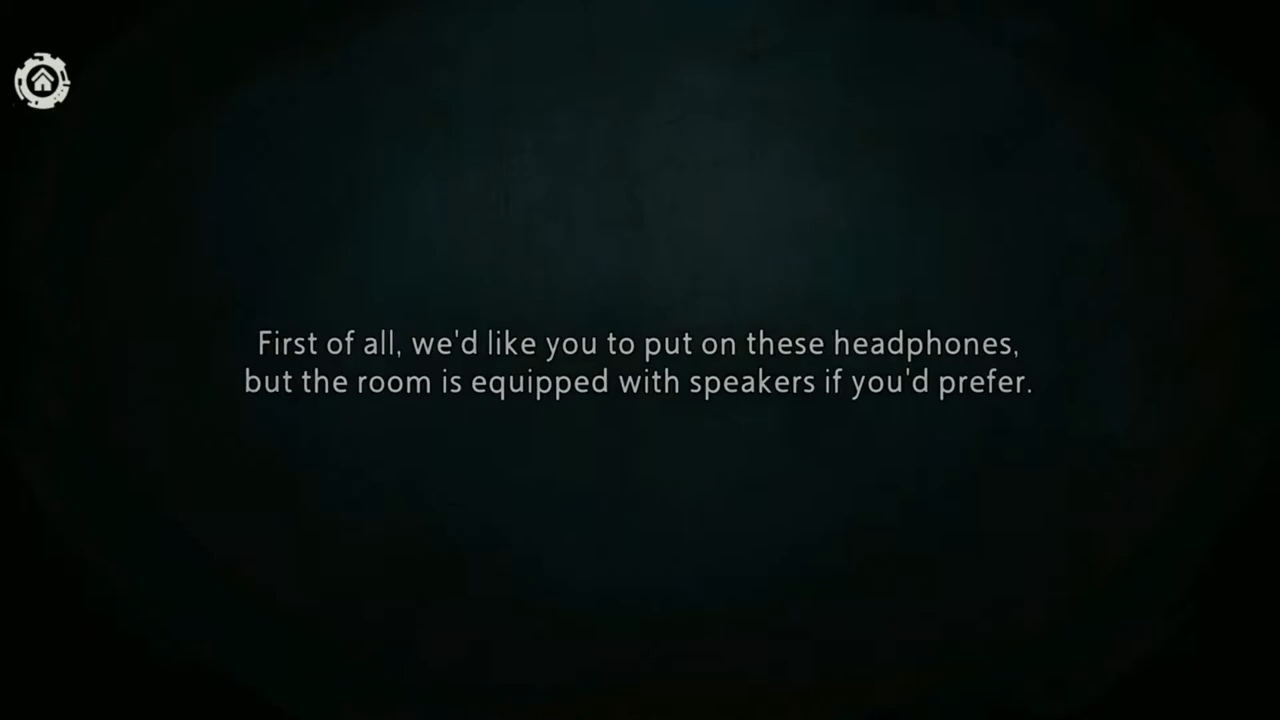 First of all, we'd like you to put on these headphones,
but the room is equipped with speakers if you'd prefer.